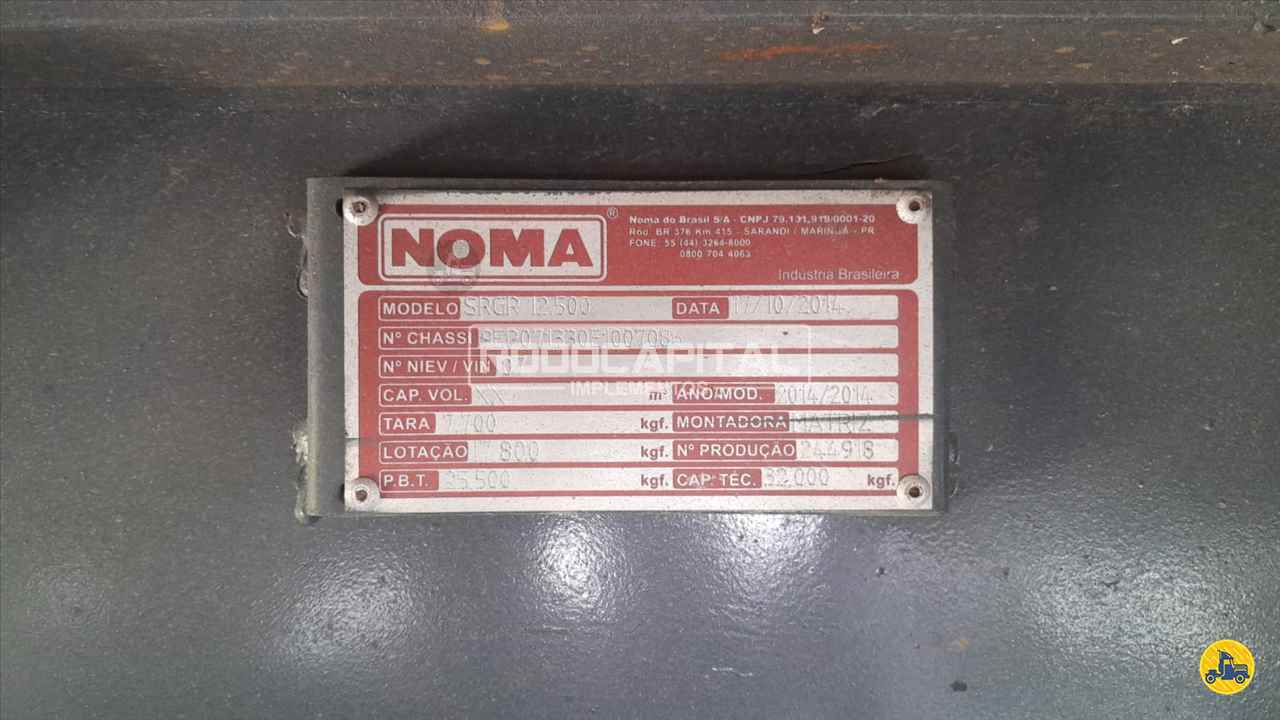 NOMA®
Noma do Brasil S/A - CNPJ 79.131.919/0001-20
Rod. BR 376 Km 415 - SARANDI / MARINGÁ - PR
FONE: 55 (44) 3264-8000
0800 704 4063
Indústria Brasileira
MODELO SRGR 12.500 DATA 17/10/2014
Nº CHASSI
Nº NIEV / VIN
RODOCAPITAL
IMPLEMENTOS
CAP. VOL. XX m³ ANO/MOD. 2014/2014
TARA 7.700 kgf. MONTADORA MATRIZ
LOTAÇÃO 17.800 kgf. Nº PRODUÇÃO 244918
P.B.T. 25.500 kgf. CAP. TÉC. 32.000 kgf.